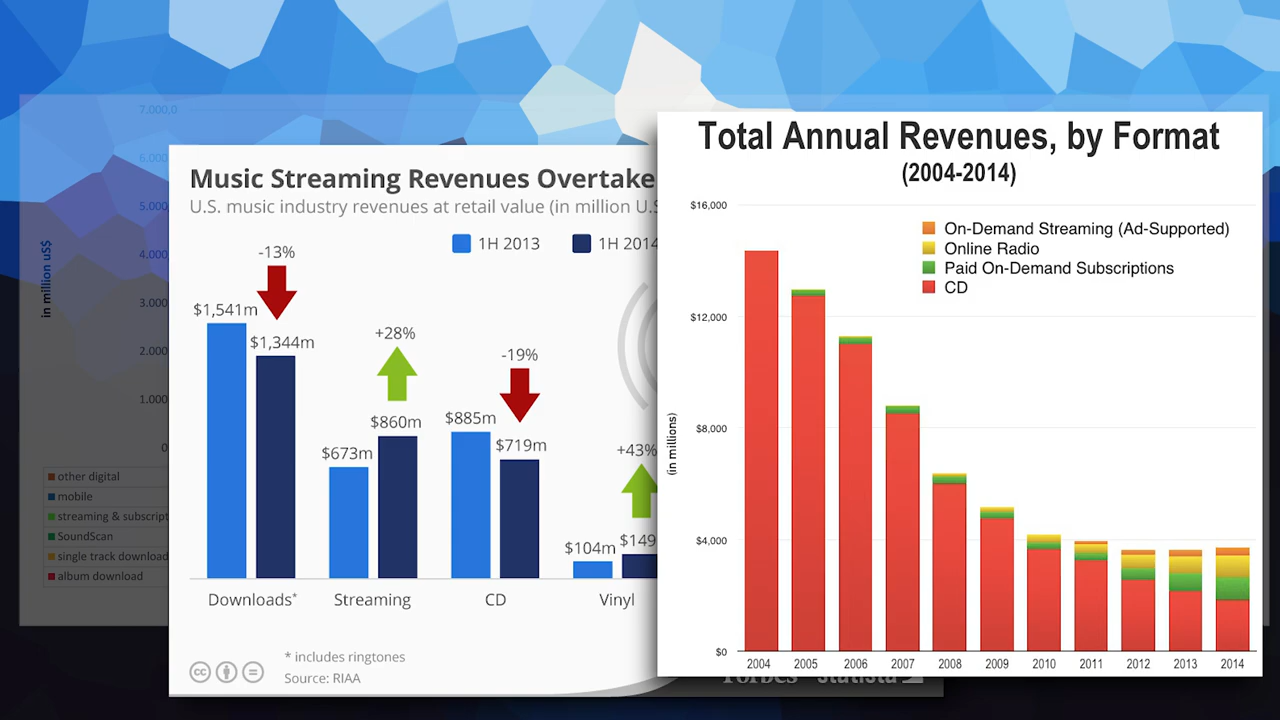 7.000,0
6.000
5.000
4.000
3.000
2.000
1.000
0
in million uS$
other digital
mobile
streaming & subscript
SoundScan
single track download
album download
Music Streaming Revenues Overtake
U.S. music industry revenues at retail value (in million U.S
1H 2013
1H 2014
-13%
$1,541m
$1,344m
+28%
$673m
$860m
-19%
$885m
$719m
+43%
$104m
$149
Downloads*
Streaming
CD
Vinyl
* includes ringtones
Source: RIAA
cc
Forbes
statista
Total Annual Revenues, by Format
(2004-2014)
$16,000
$12,000
$8,000
$4,000
$0
(in millions)
On-Demand Streaming (Ad-Supported)
Online Radio
Paid On-Demand Subscriptions
CD
2004 2005 2006 2007 2008 2009 2010 2011 2012 2013 2014